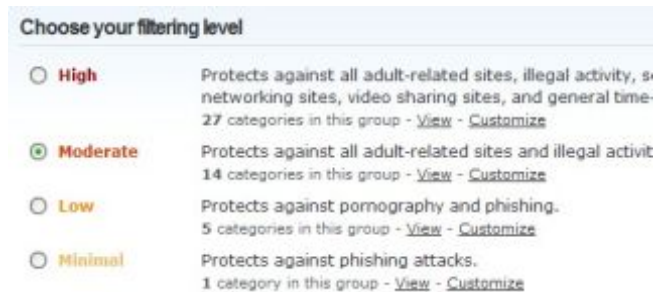 Choose your filtering level
High
Protects against all adult-related sites, illegal activity,
networking sites, video sharing sites, and general time-
27 categories in this group - View - Customize
Moderate
Protects against all adult-related sites and illegal
14 categories in this group - View - Customize
Low
Protects against pornography and phishing.
5 categories in this group - View - Customize
Minimal
Protects against phishing attacks.
1 category in this group - View - Customize